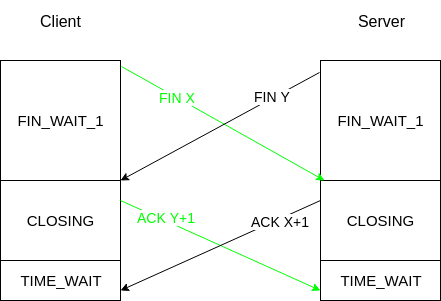 Client
Server
FIN X
FIN Y
FIN_WAIT_1
FIN_WAIT_1
ACK Y+1
ACK X+1
CLOSING
CLOSING
TIME_WAIT
TIME_WAIT